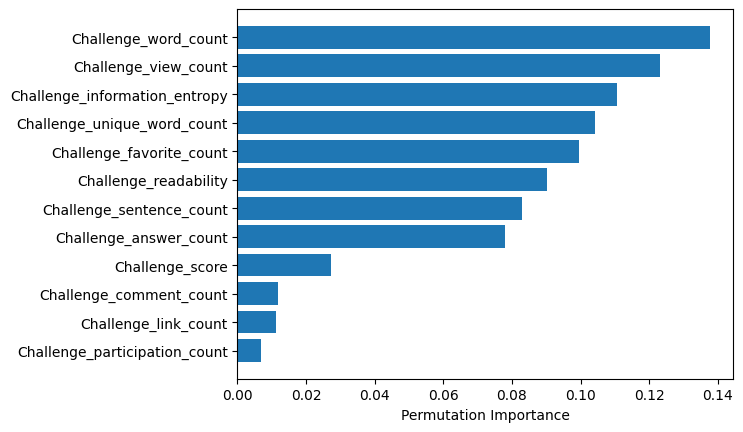 Challenge_word_count
Challenge_view_count
Challenge_information_entropy
Challenge_unique_word_count
Challenge_favorite_count
Challenge_readability
Challenge_sentence_count
Challenge_answer_count
Challenge_score
Challenge_comment_count
Challenge_link_count
Challenge_participation_count
0.00 0.02 0.04 0.06 0.08 0.10 0.12 0.14
Permutation Importance